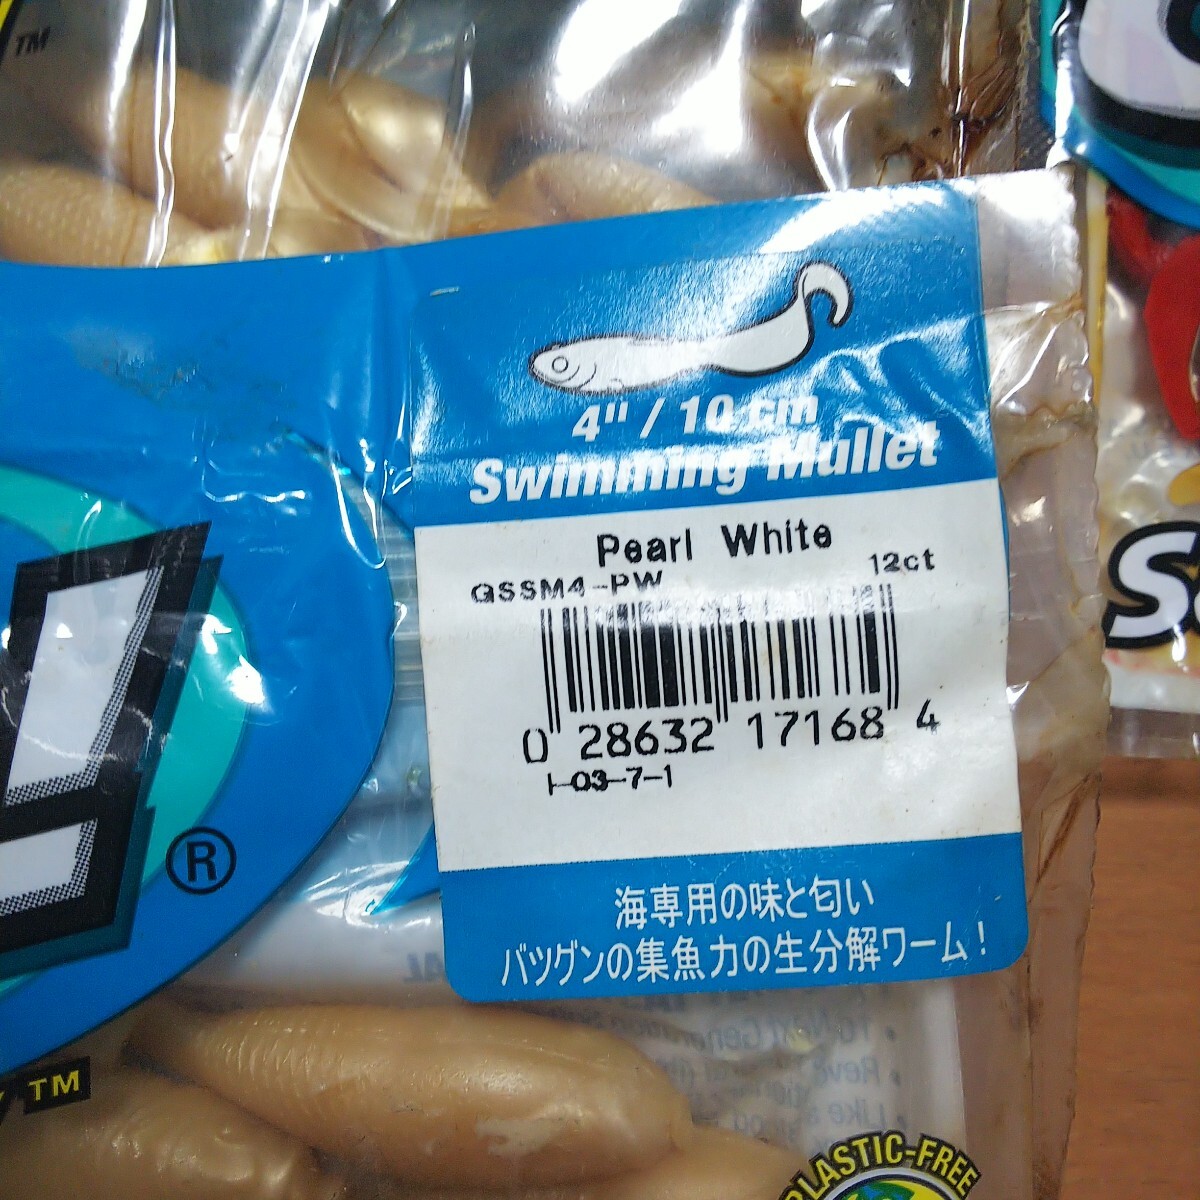 TM
4" / 10 cm
Swimming Mullet
Pearl White
QSSM4-PW 12ct
0 28632 17168 4
I-03-7-1
®
海専用の味と匂い
バツグンの集魚力の生分解ワーム!
TM
PLASTIC-FREE